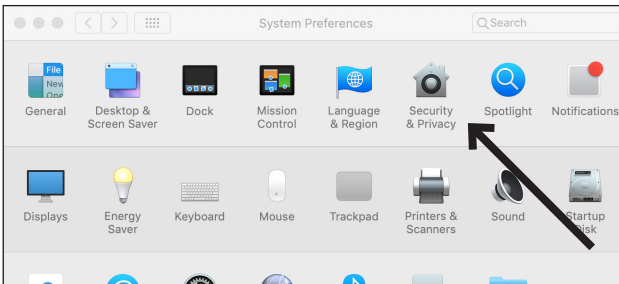 System Preferences
Search
File
New
Ope
General
Desktop &
Screen Saver
Dock
Mission
Control
Language
& Region
Security
& Privacy
Spotlight
Notifications
Displays
Energy
Saver
Keyboard
Mouse
Trackpad
Printers &
Scanners
Sound
Startup
Disk